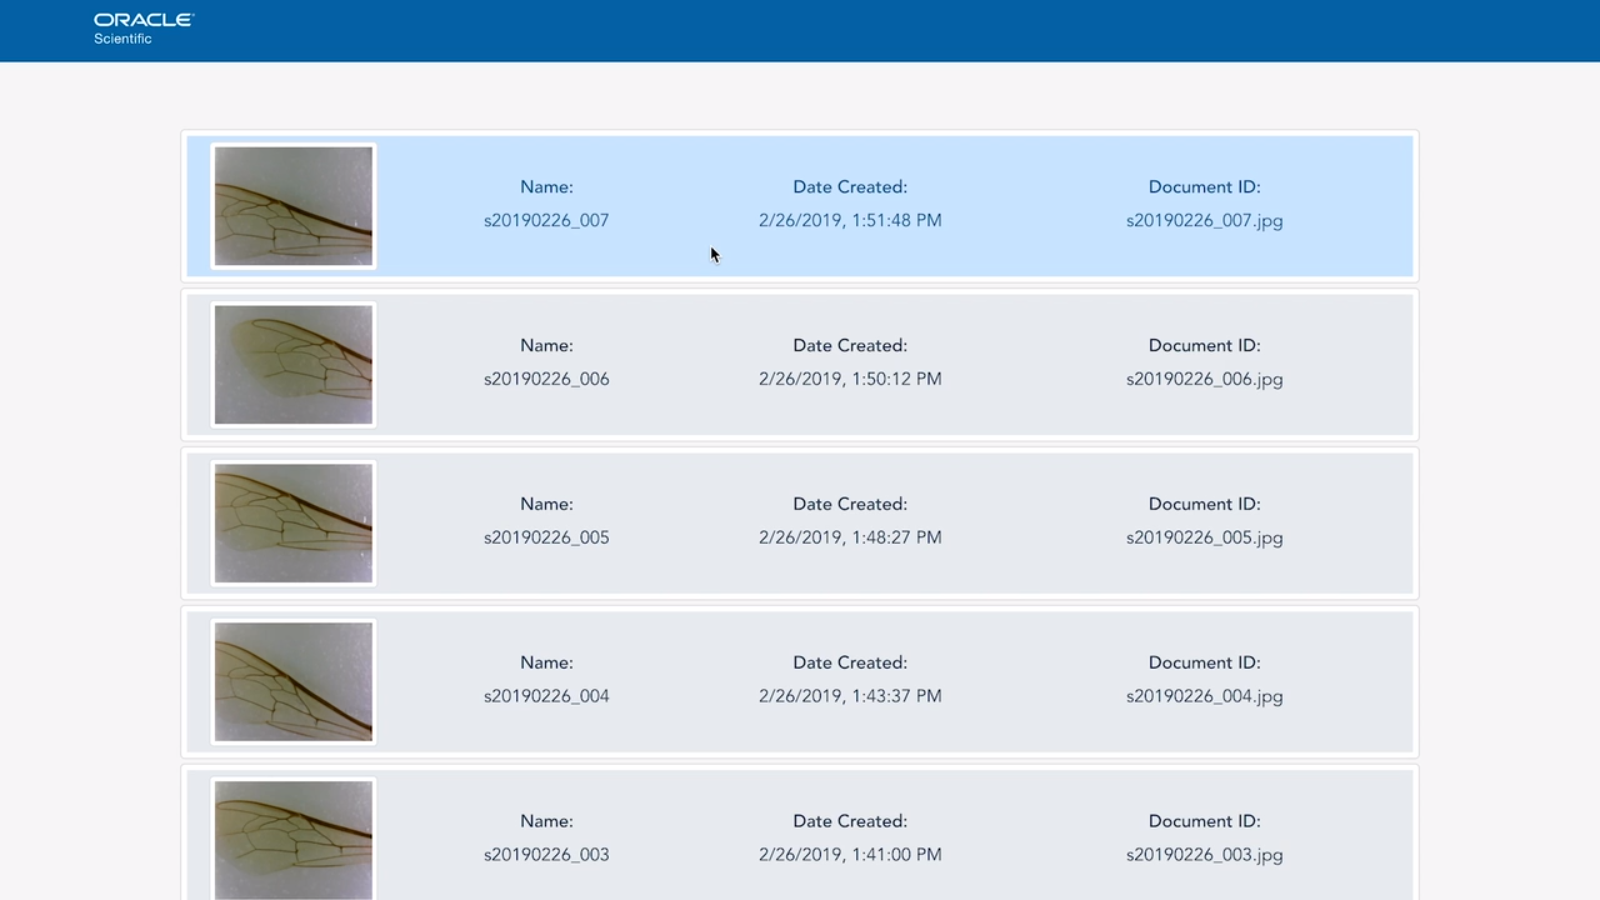 ORACLE
Scientific
Name:
Date Created:
Document ID:
s20190226_007
2/26/2019, 1:51:48 PM
s20190226_007.jpg
Name:
Date Created:
Document ID:
s20190226_006
2/26/2019, 1:50:12 PM
s20190226_006.jpg
Name:
Date Created:
Document ID:
s20190226_005
2/26/2019, 1:48:27 PM
s20190226_005.jpg
Name:
Date Created:
Document ID:
s20190226_004
2/26/2019, 1:43:37 PM
s20190226_004.jpg
Name:
Date Created:
Document ID:
s20190226_003
2/26/2019, 1:41:00 PM
s20190226_003.jpg